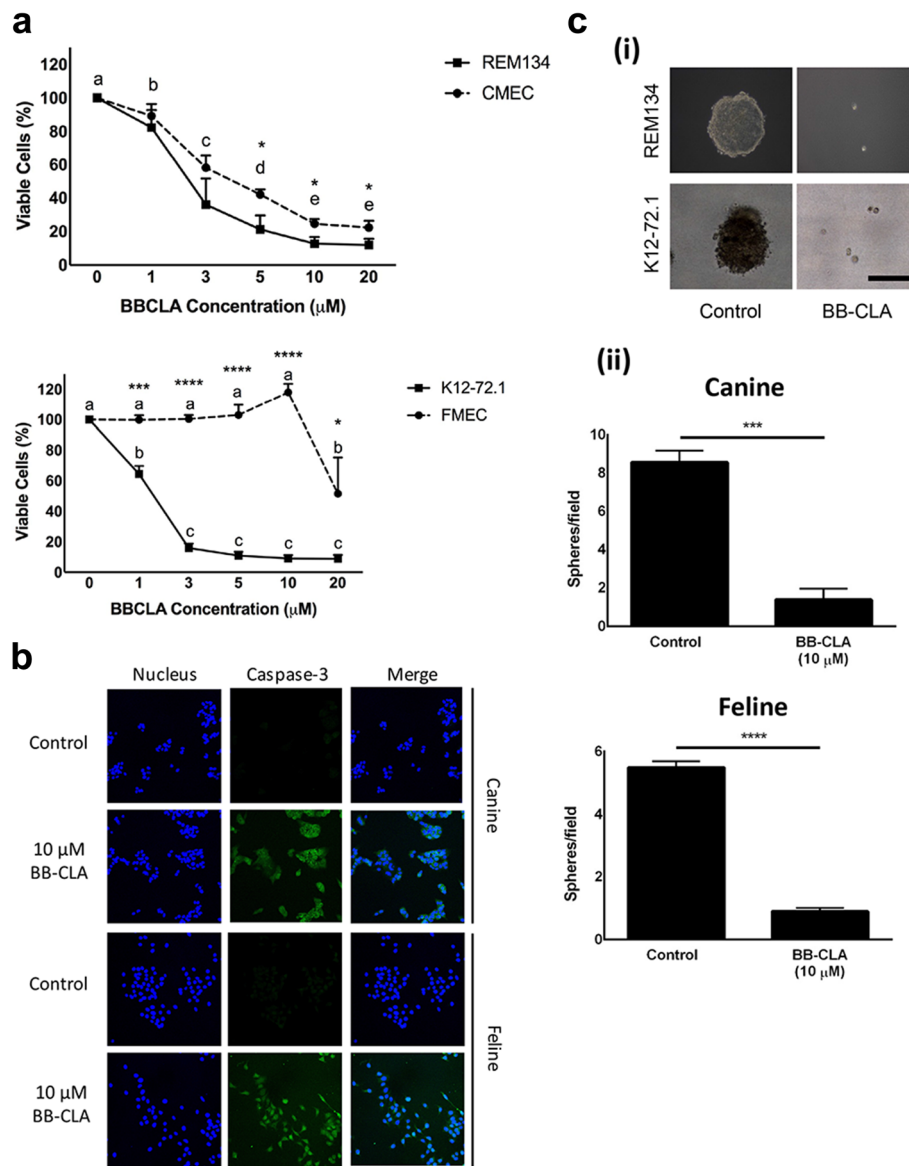 a
120
100
80
60
40
20
0
Viable Cells (%)
a
b
c
*
d
*
e
*
e
REM134
CMEC
0 1 3 5 10 20
BBCLA Concentration (μM)
120
100
80
60
40
20
0
Viable Cells (%)
a
***
a
****
a
****
a
****
a
*
b
b
c
c
c
c
K12-72.1
FMEC
0 1 3 5 10 20
BBCLA Concentration (μM)
b
Nucleus Caspase-3 Merge
Control
10 μM
BB-CLA
Canine
Control
10 μM
BB-CLA
Feline
c
(i)
REM134
K12-72.1
Control BB-CLA
(ii)
Canine
***
10
8
6
4
2
0
Spheres/field
Control BB-CLA
(10 μM)
Feline
****
6
4
2
0
Spheres/field
Control BB-CLA
(10 μM)